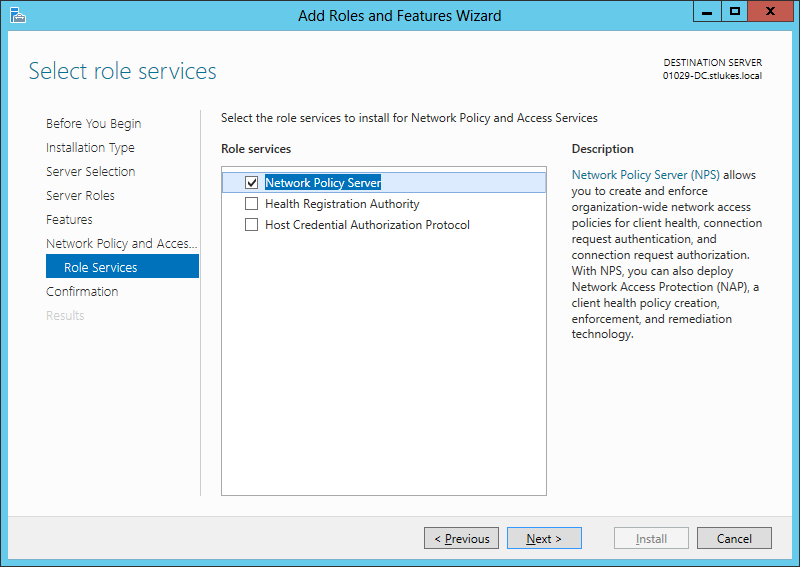 Add Roles and Features Wizard
Select role services
DESTINATION SERVER
01029-DC.stlukes.local
Before You Begin
Installation Type
Server Selection
Server Roles
Features
Network Policy and Acces...
Role Services
Confirmation
Results
Select the role services to install for Network Policy and Access Services
Role services
Network Policy Server
Health Registration Authority
Host Credential Authorization Protocol
Description
Network Policy Server (NPS) allows
you to create and enforce
organization-wide network access
policies for client health, connection
request authentication, and
connection request authorization.
With NPS, you can also deploy
Network Access Protection (NAP), a
client health policy creation,
enforcement, and remediation
technology.
< Previous
Next >
Install
Cancel